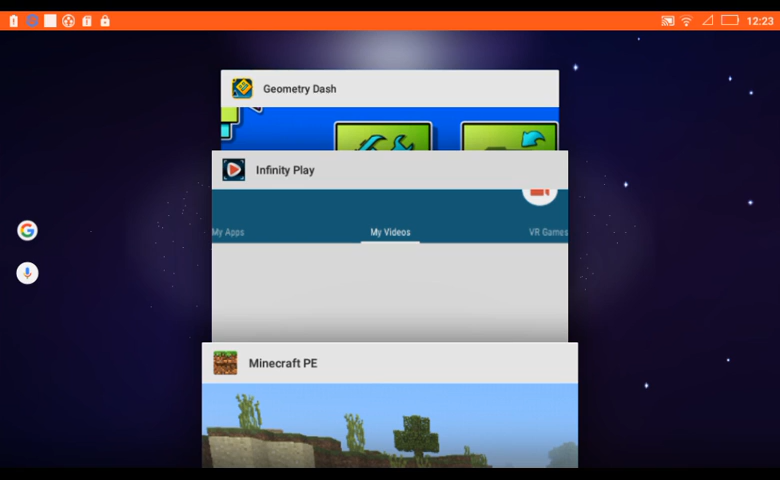 12:23
Geometry Dash
Infinity Play
My Apps My Videos VR Games
Minecraft PE